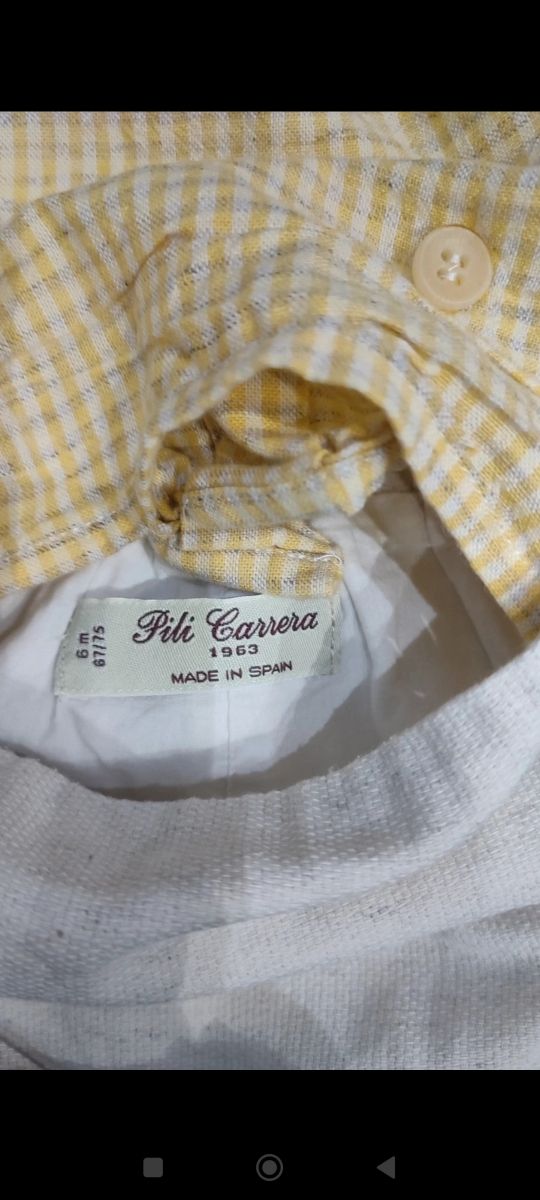 Pili Carrera
1963
MADE IN SPAIN
6 m
67/75